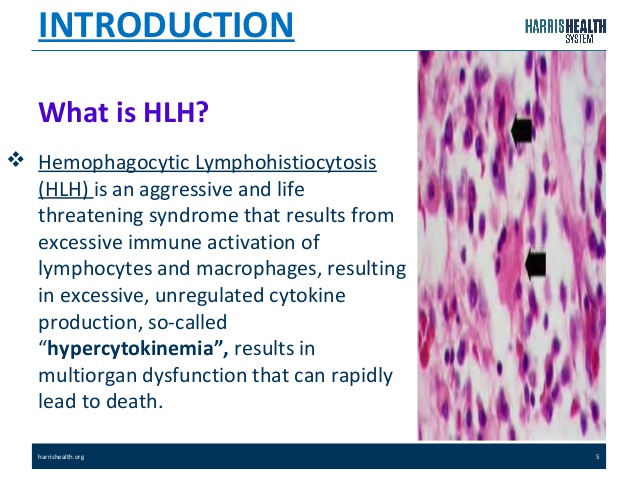 INTRODUCTION
HARRISHEALTH
SYSTEM
What is HLH?
❖ Hemophagocytic Lymphohistiocytosis
(HLH) is an aggressive and life
threatening syndrome that results from
excessive immune activation of
lymphocytes and macrophages, resulting
in excessive, unregulated cytokine
production, so-called
“hypercytokinemia”, results in
multiorgan dysfunction that can rapidly
lead to death.
harrishealth.org
5